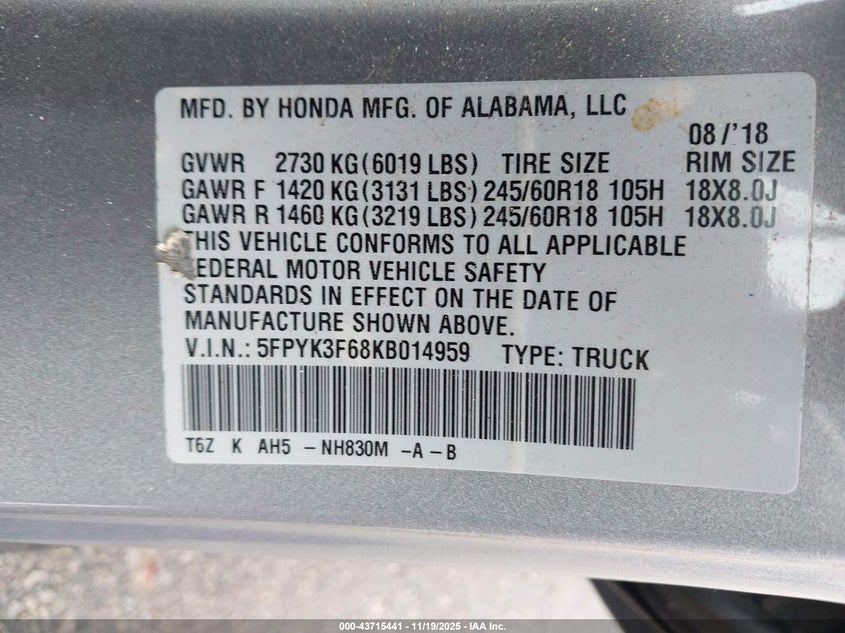 MFD. BY HONDA MFG. OF ALABAMA, LLC
08/'18
GVWR 2730 KG(6019 LBS) TIRE SIZE RIM SIZE
GAWR F 1420 KG(3131 LBS) 245/60R18 105H 18X8.0J
GAWR R 1460 KG(3219 LBS) 245/60R18 105H 18X8.0J
THIS VEHICLE CONFORMS TO ALL APPLICABLE
FEDERAL MOTOR VEHICLE SAFETY
STANDARDS IN EFFECT ON THE DATE OF
MANUFACTURE SHOWN ABOVE.
V.I.N.: 5FPYK3F68KB014959 TYPE: TRUCK
T6Z K AH5 -NH830M -A -B
000-43715441 | 11/19/2025 | IAA Inc.